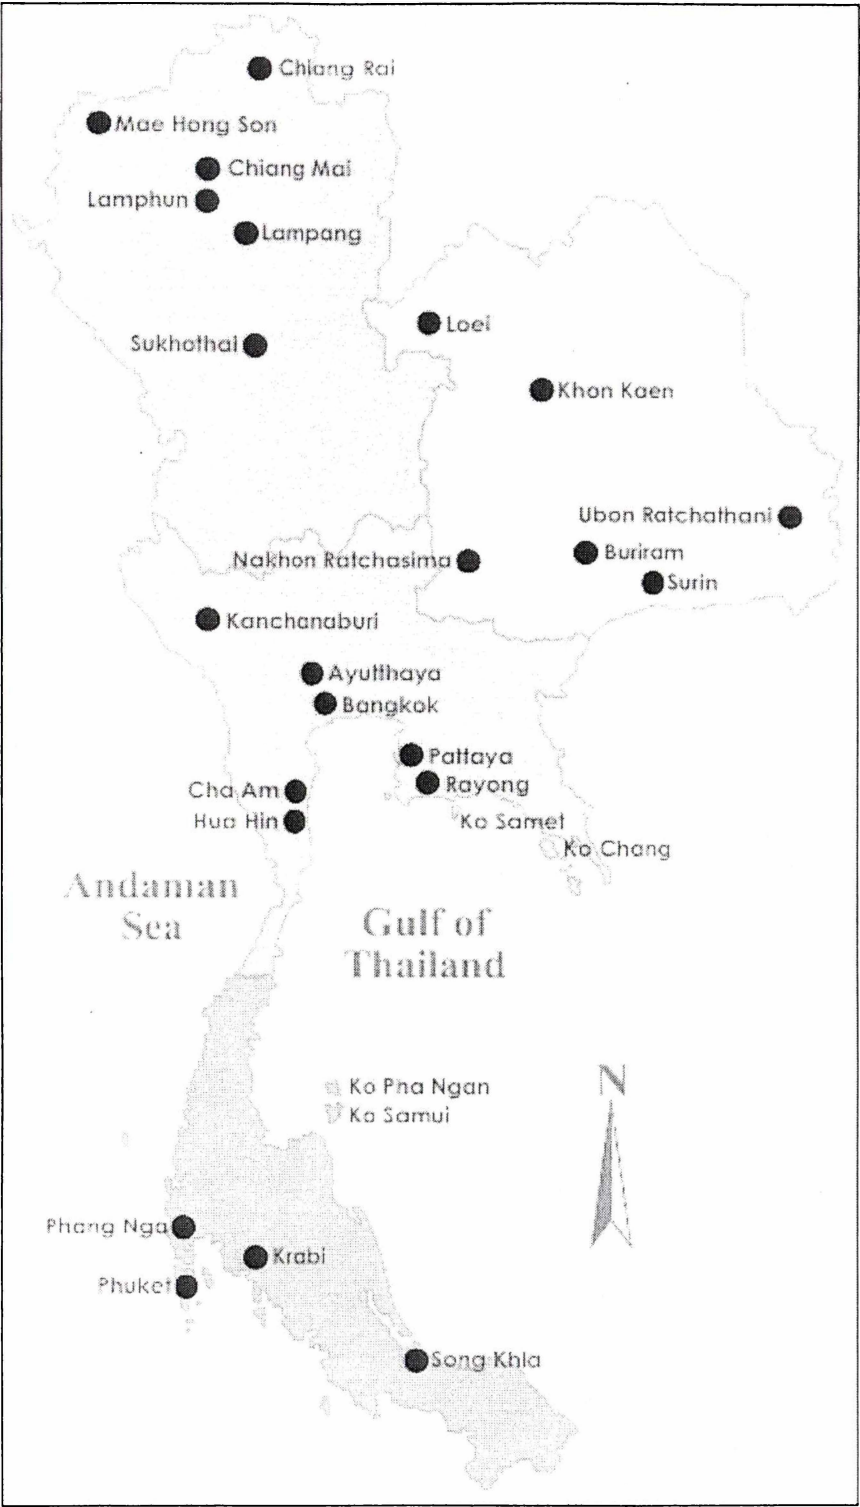 Chiang Rai
Mae Hong Son
Chiang Mai
Lamphun
Lampang
Loei
Sukhothai
Khon Kaen
Ubon Ratchathani
Buriram
Nakhon Ratchasima
Surin
Kanchanaburi
Ayutthaya
Bangkok
Pattaya
Rayong
Cha Am
Hua Hin
Ko Samet
Ko Chang
Andaman
Sea
Gulf of
Thailand
N
Ko Pha Ngan
Ko Samui
Phang Nga
Krabi
Phuket
Song Khla